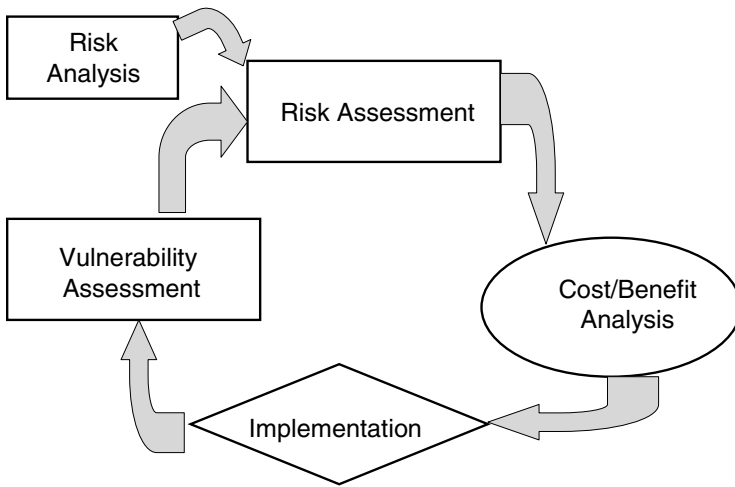 Risk
Analysis
Risk Assessment
Vulnerability
Assessment
Cost/Benefit
Analysis
Implementation